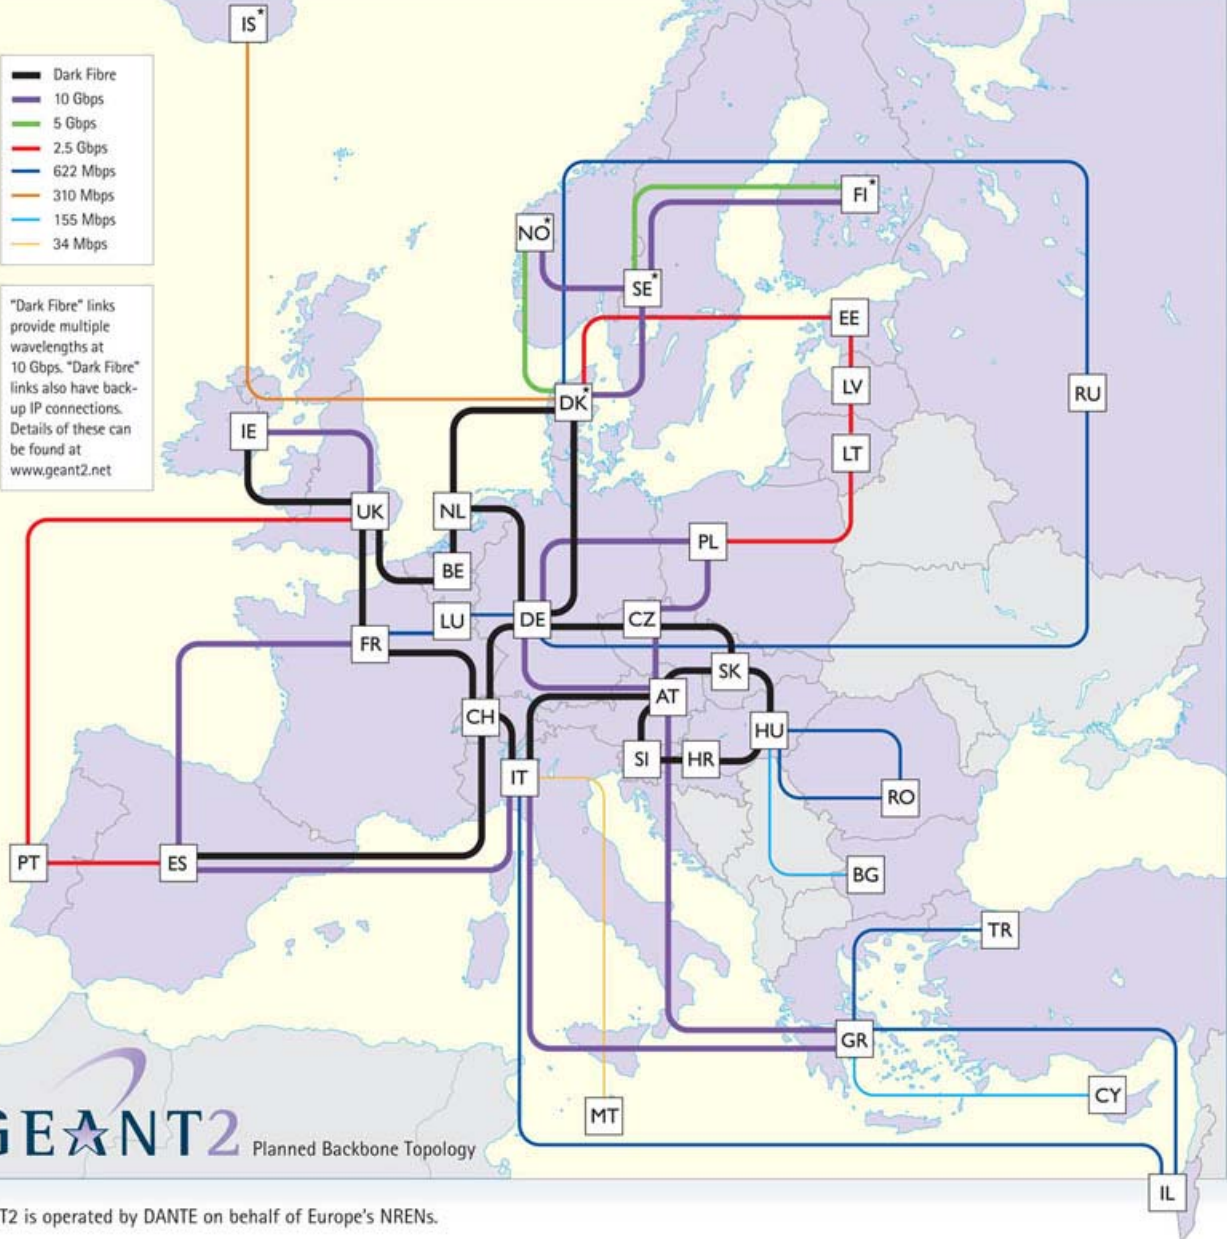 IS*
Dark Fibre
10 Gbps
5 Gbps
2.5 Gbps
622 Mbps
310 Mbps
155 Mbps
34 Mbps
"Dark Fibre" links
provide multiple
wavelengths at
10 Gbps. "Dark Fibre"
links also have back-
up IP connections.
Details of these can
be found at
www.geant2.net
FI*
NO*
SE*
EE
LV
RU
DK*
IE
LT
UK
NL
PL
BE
LU
DE
CZ
FR
SK
AT
CH
HU
SI
HR
IT
RO
PT
ES
BG
TR
GR
CY
MT
GEANT2 Planned Backbone Topology
IL
T2 is operated by DANTE on behalf of Europe's NRENs.